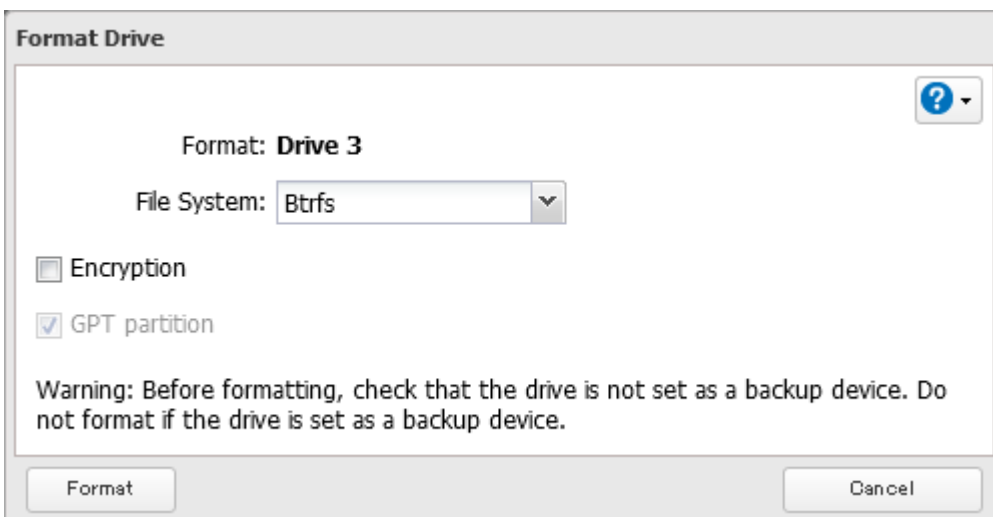 Format Drive
Format: Drive 3
File System: Btrfs
Encryption
GPT partition
Warning: Before formatting, check that the drive is not set as a backup device. Do
not format if the drive is set as a backup device.
Format Cancel